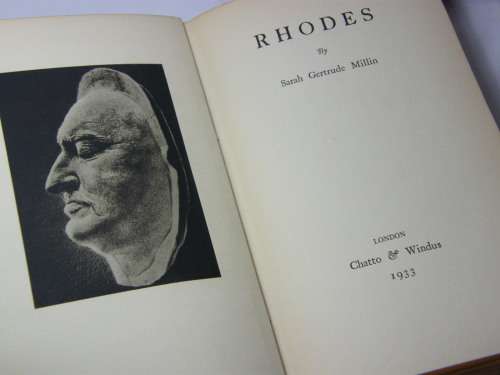 RHODES
By
Sarah Gertrude Millin
LONDON
Chatto & Windus
1933